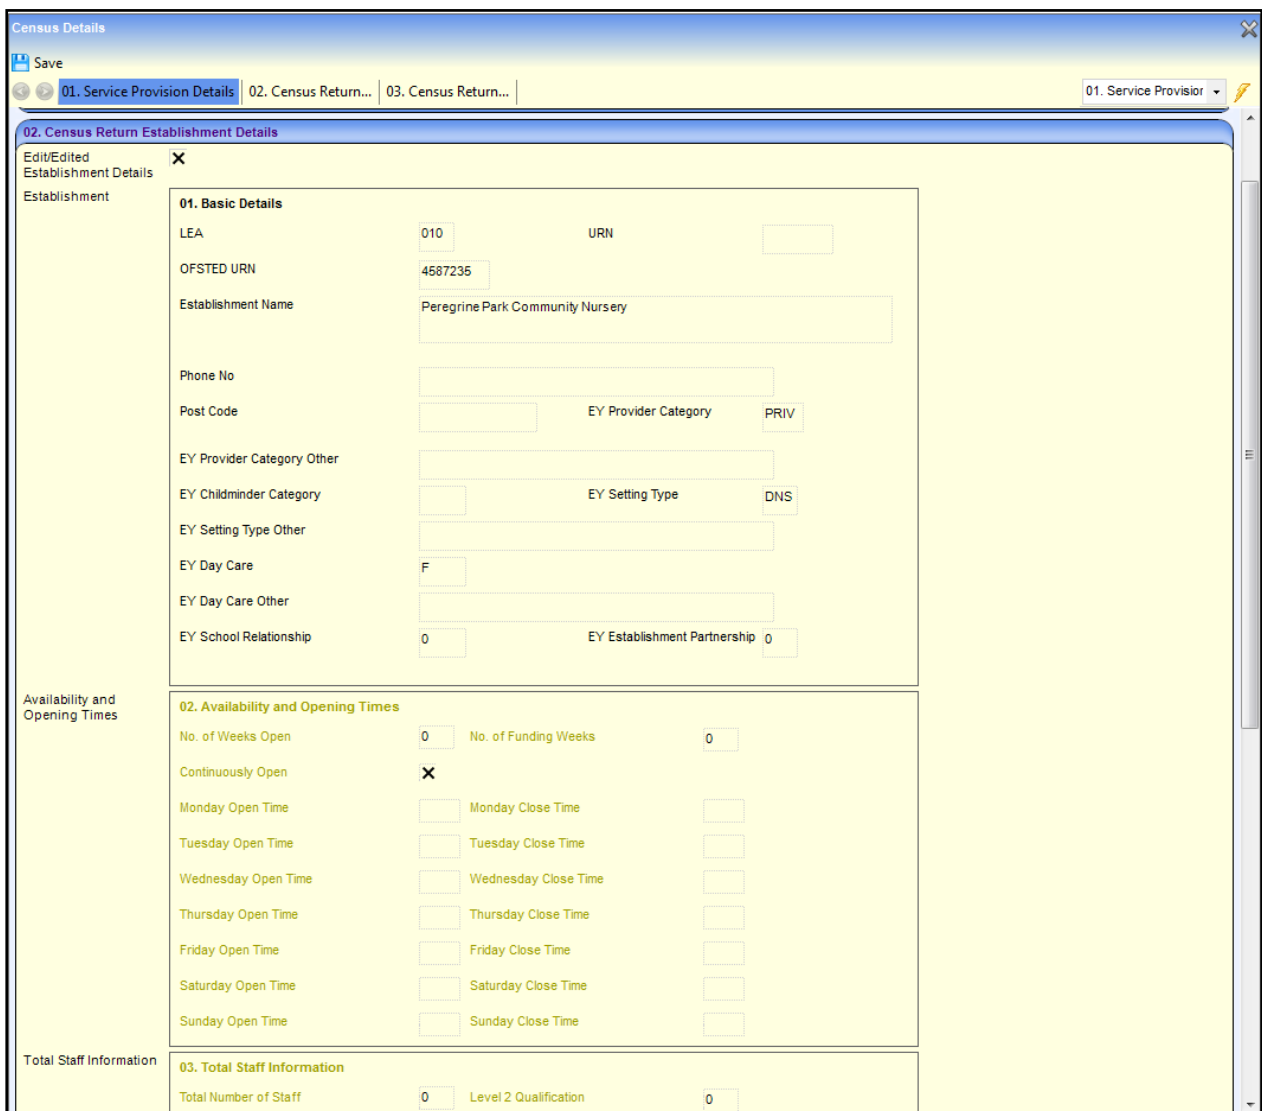 Census Details
Save
01. Service Provision Details 02. Census Return... 03. Census Return... 01. Service Provisior
02. Census Return Establishment Details
Edit/Edited
Establishment Details
Establishment
01. Basic Details
LEA 010 URN
OFSTED URN 4587235
Establishment Name Peregrine Park Community Nursery
Phone No
Post Code EY Provider Category PRIV
EY Provider Category Other
EY Childminder Category EY Setting Type DNS
EY Setting Type Other
EY Day Care F
EY Day Care Other
EY School Relationship 0 EY Establishment Partnership 0
Availability and
Opening Times
02. Availability and Opening Times
No. of Weeks Open 0 No. of Funding Weeks 0
Continuously Open
Monday Open Time Monday Close Time
Tuesday Open Time Tuesday Close Time
Wednesday Open Time Wednesday Close Time
Thursday Open Time Thursday Close Time
Friday Open Time Friday Close Time
Saturday Open Time Saturday Close Time
Sunday Open Time Sunday Close Time
Total Staff Information
03. Total Staff Information
Total Number of Staff 0 Level 2 Qualification 0